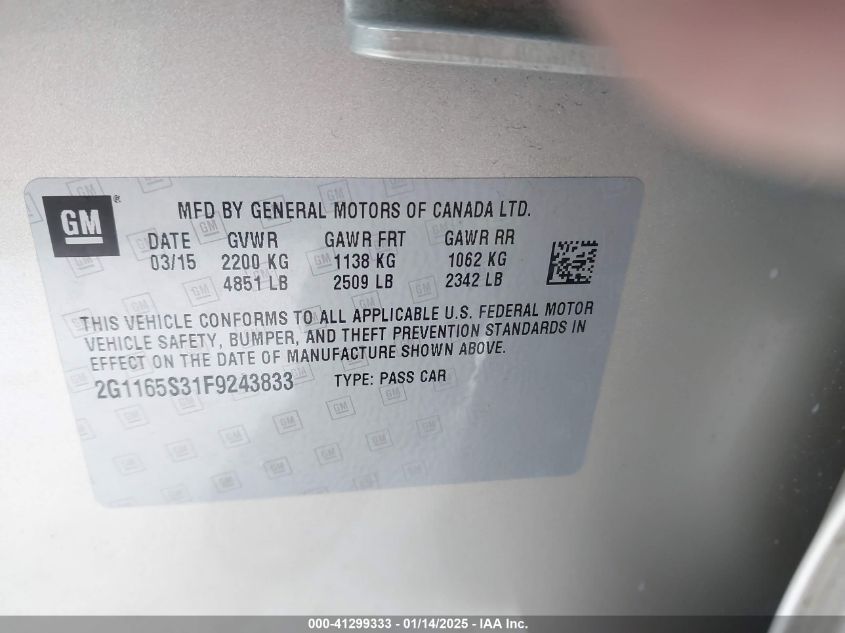 GM ®
MFD BY GENERAL MOTORS OF CANADA LTD.
DATE GVWR GAWR FRT GAWR RR
03/15 2200 KG 1138 KG 1062 KG
4851 LB 2509 LB 2342 LB
THIS VEHICLE CONFORMS TO ALL APPLICABLE U.S. FEDERAL MOTOR
VEHICLE SAFETY, BUMPER, AND THEFT PREVENTION STANDARDS IN
EFFECT ON THE DATE OF MANUFACTURE SHOWN ABOVE.
2G1165S31F9243833 TYPE: PASS CAR
000-41299333 - 01/14/2025 - IAA Inc.